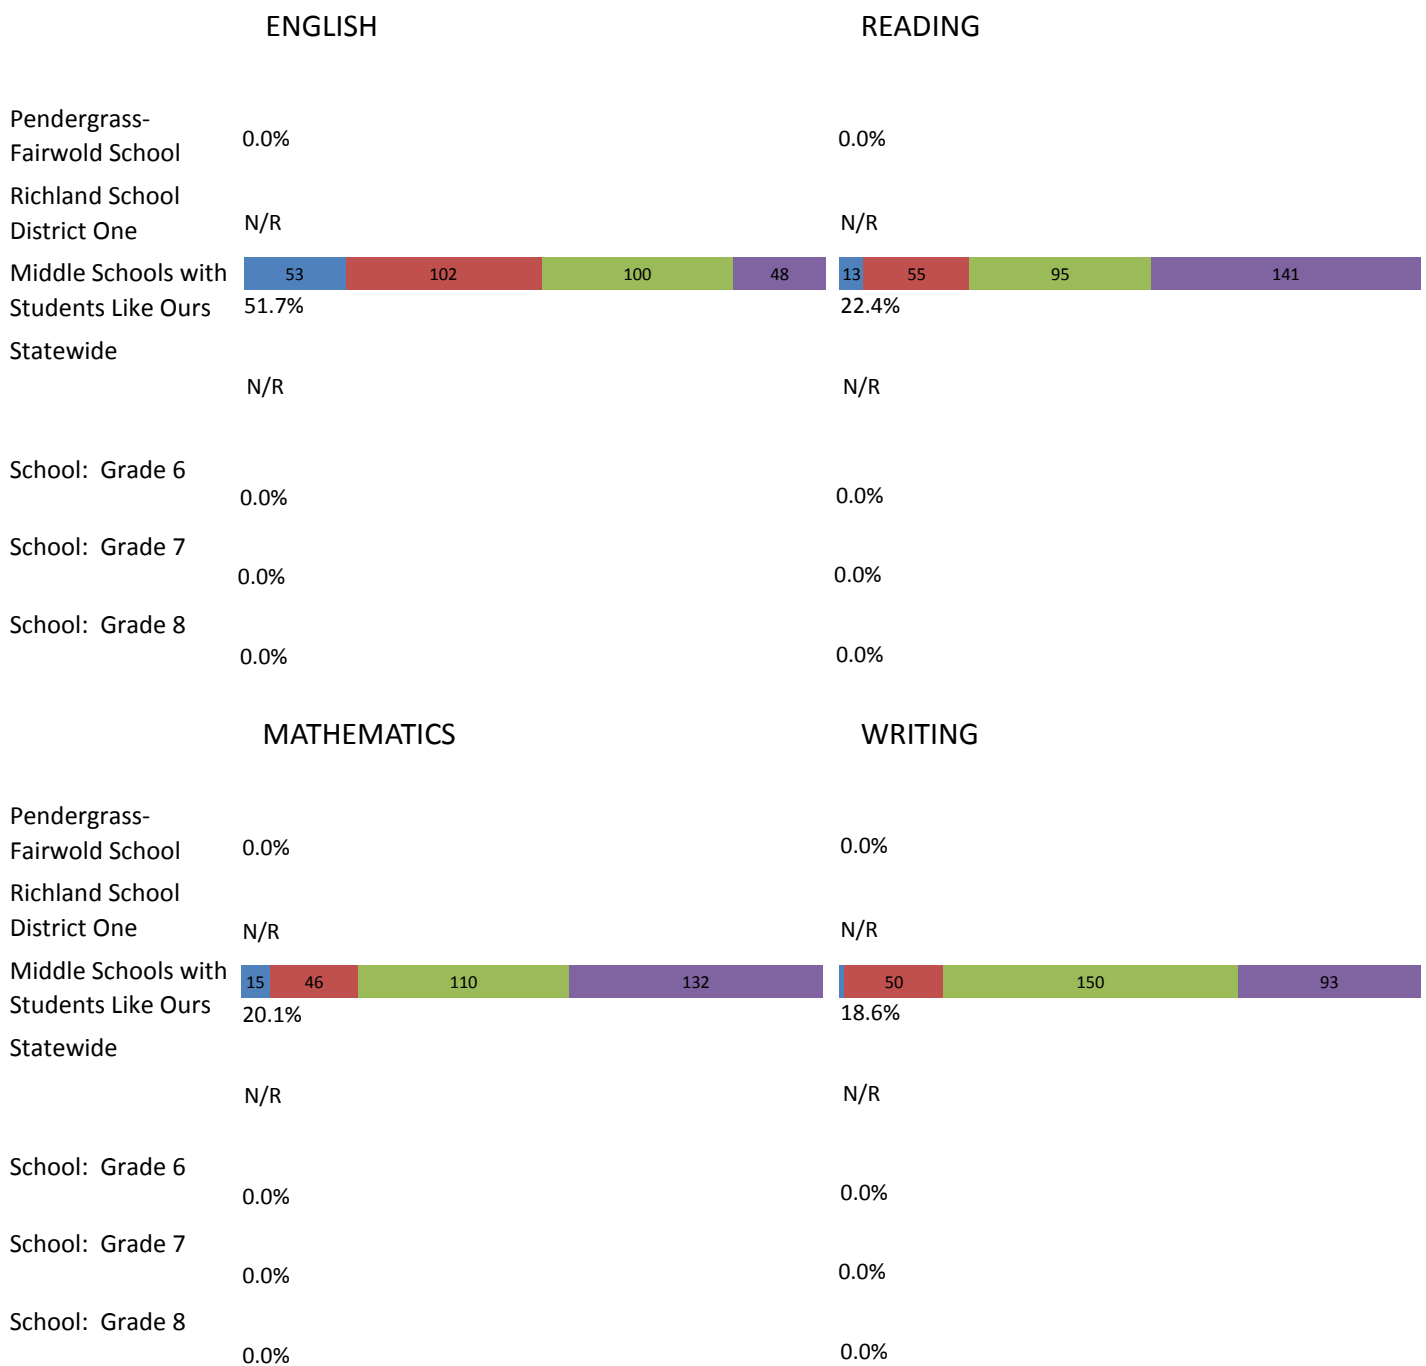 ENGLISH READING
Pendergrass-
Fairwold School 0.0% 0.0%
Richland School
District One N/R N/R
Middle Schools with 53 102 100 48 13 55 95 141
Students Like Ours 51.7% 22.4%
Statewide
N/R N/R
School: Grade 6
0.0% 0.0%
School: Grade 7
0.0% 0.0%
School: Grade 8
0.0% 0.0%
MATHEMATICS WRITING
Pendergrass-
Fairwold School 0.0% 0.0%
Richland School
District One N/R N/R
Middle Schools with 15 46 110 132 50 150 93
Students Like Ours 20.1% 18.6%
Statewide
N/R N/R
School: Grade 6
0.0% 0.0%
School: Grade 7
0.0% 0.0%
School: Grade 8
0.0% 0.0%